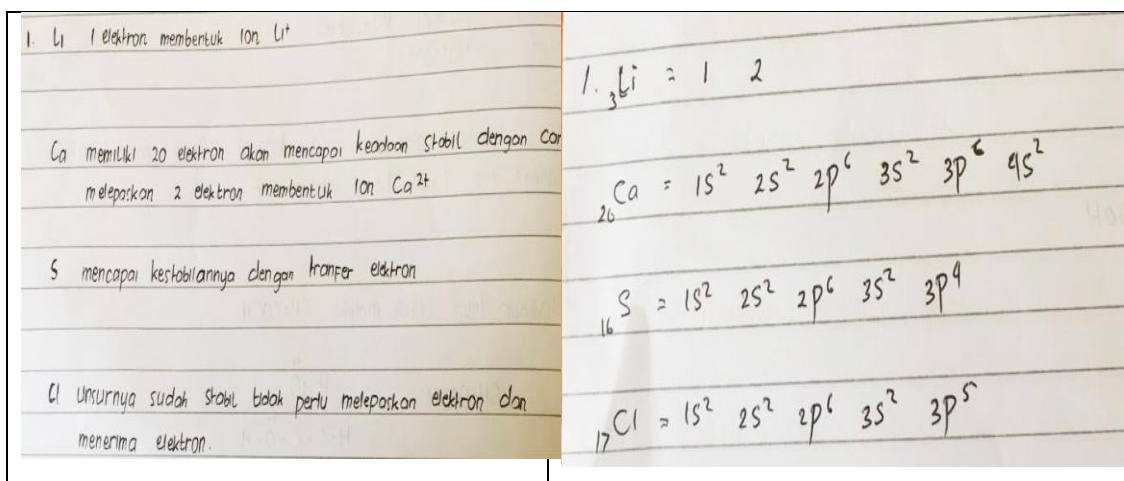 1. Li 1 elektron membentuk ion Li⁺
Ca memiliki 20 elektron akan mencapai keadaan stabil dengan car
melepaskan 2 elektron membentuk ion Ca²⁺
S mencapai kestabilannya dengan tranfer elektron
Cl Unsurnya sudah stabil tidak perlu melepaskan elektron dan
menerima elektron.
1. ₃Li = 1 2
₂₀Ca = 1S² 2S² 2p⁶ 3S² 3p⁶ 4S²
₁₆S = 1S² 2S² 2p⁶ 3S² 3p⁴
₁₇Cl = 1S² 2S² 2p⁶ 3S² 3p⁵